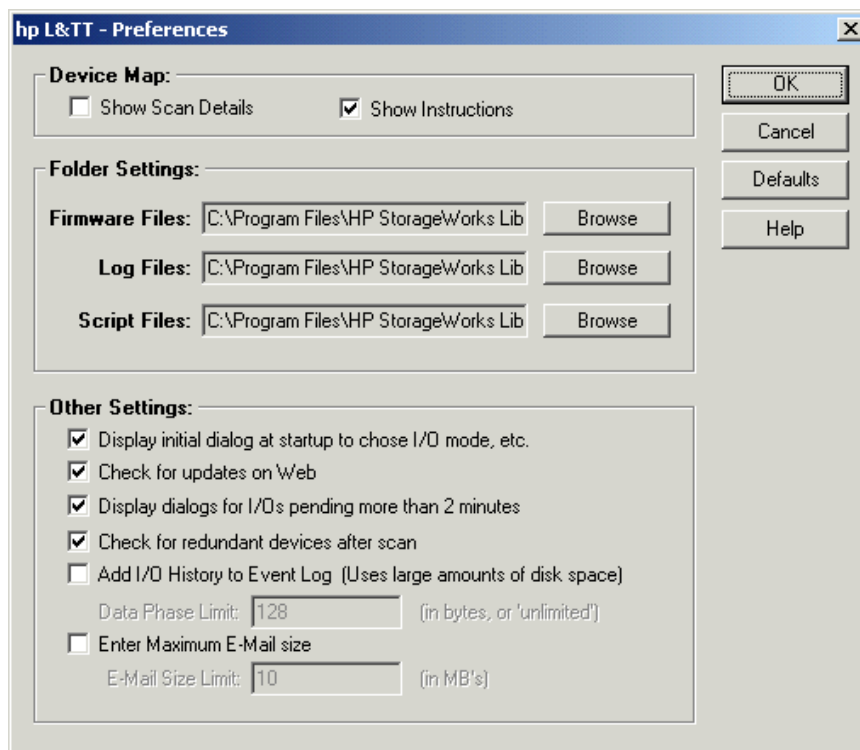 hp L&TT - Preferences
Device Map:
Show Scan Details Show Instructions
OK
Cancel
Defaults
Help
Folder Settings:
Firmware Files: C:\Program Files\HP StorageWorks Lib Browse
Log Files: C:\Program Files\HP StorageWorks Lib Browse
Script Files: C:\Program Files\HP StorageWorks Lib Browse
Other Settings:
Display initial dialog at startup to chose I/O mode, etc.
Check for updates on Web
Display dialogs for I/Os pending more than 2 minutes
Check for redundant devices after scan
Add I/O History to Event Log (Uses large amounts of disk space)
Data Phase Limit: 128 (in bytes, or 'unlimited')
Enter Maximum E-Mail size
E-Mail Size Limit: 10 (in MB's)